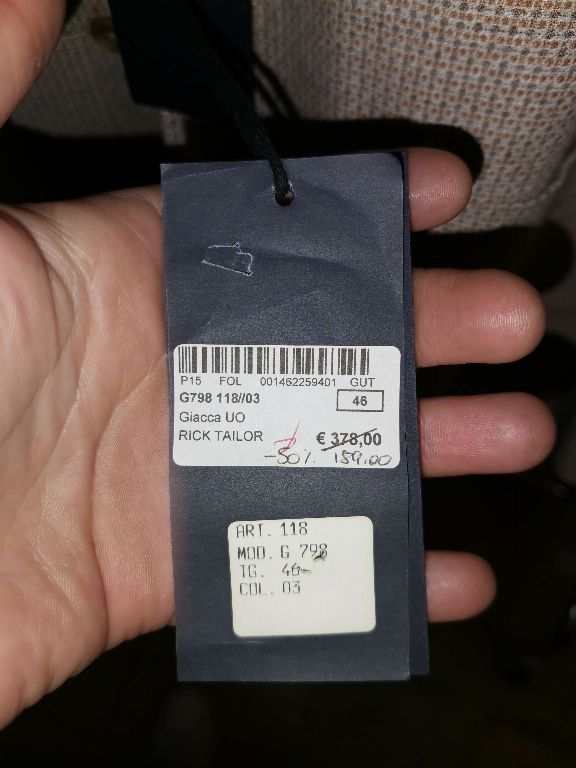 P15 FOL 001462259401 GUT
G798 118//03 46
Giacca UO
RICK TAILOR € 378,00
-50% 159,00
ART. 118
MOD. G 798
TG. 46
COL. 03